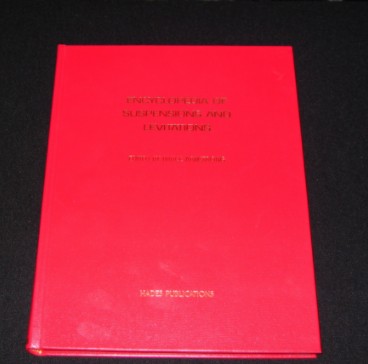 ENCYCLOPEDIA OF
SUSPENSIONS AND
LEVITATIONS
HADES PUBLICATIONS